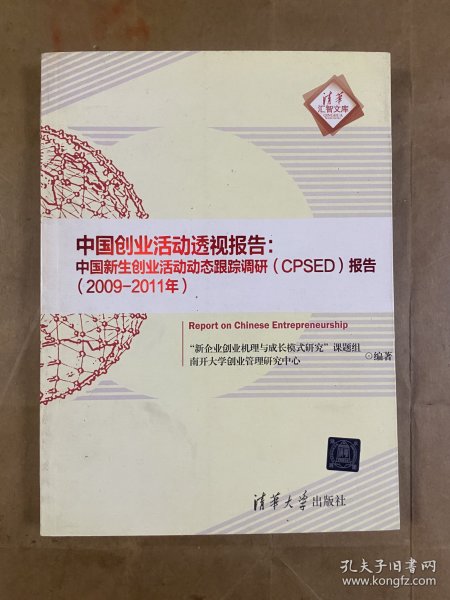 清华
汇智文库
中国创业活动透视报告：
中国新生创业活动动态跟踪调研（CPSED）报告
（2009-2011年）
Report on Chinese Entrepreneurship
“新企业创业机理与成长模式研究”课题组
南开大学创业管理研究中心
◎编著
清华大学出版社
孔夫子旧书网
www.kongfz.com